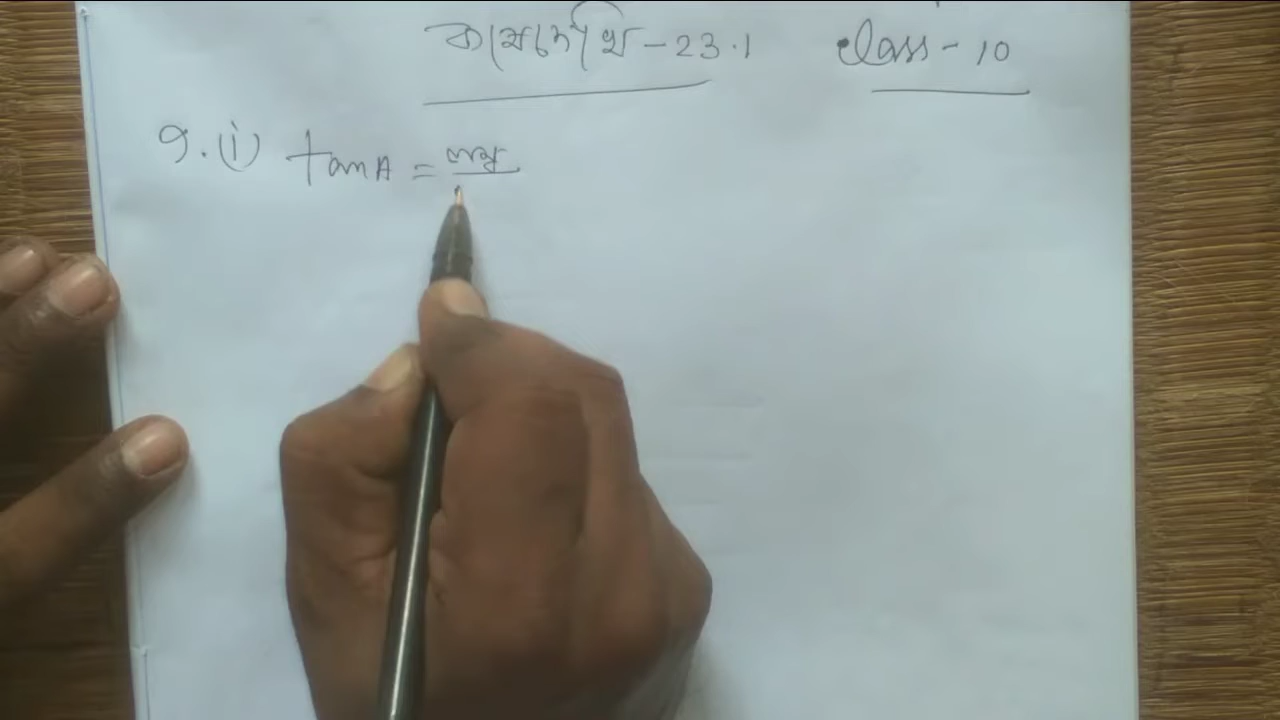 কষে দেখি - 23.1 Class - 10
9. (i) tan A = লম্ব